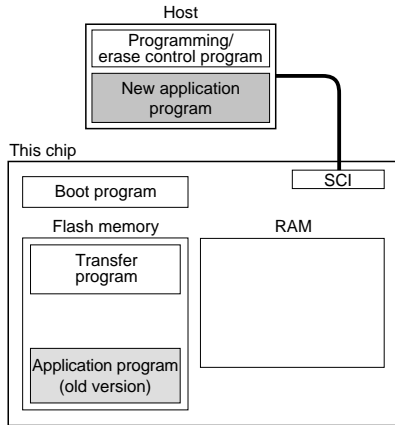 Host
Programming/
erase control program
New application
program
This chip
SCI
Boot program
Flash memory
RAM
Transfer
program
Application program
(old version)